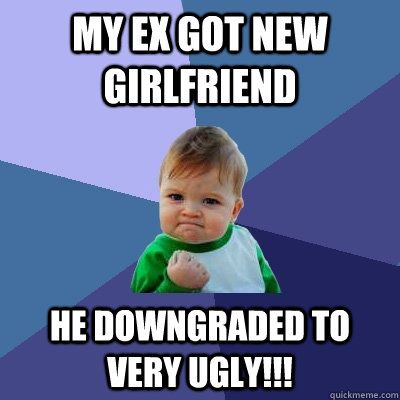 MY EX GOT NEW
GIRLFRIEND
HE DOWNGRADED TO
VERY UGLY!!!
quickmeme.com